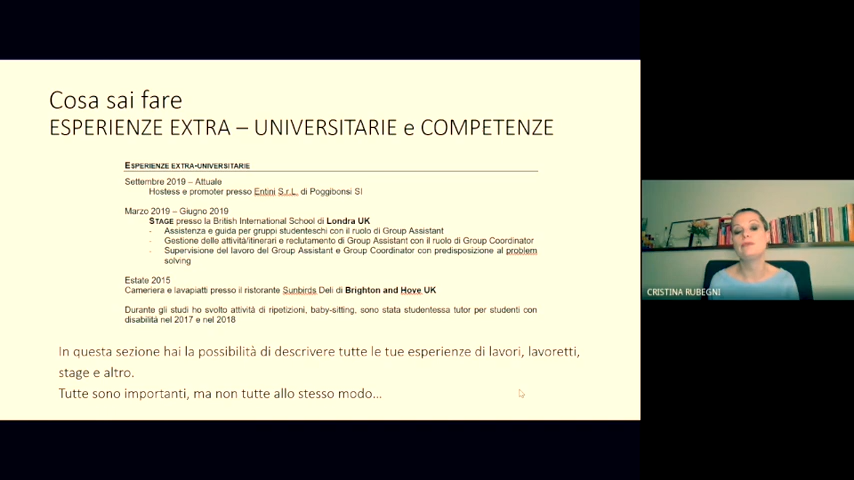 Cosa sai fare
ESPERIENZE EXTRA – UNIVERSITARIE e COMPETENZE
ESPERIENZE EXTRA-UNIVERSITARIE
Settembre 2019 – Attuale
Hostess e promoter presso Entini S.r.L. di Poggibonsi SI
Marzo 2019 – Giugno 2019
STAGE presso la British International School di Londra UK
- Assistenza e guida per gruppi studenteschi con il ruolo di Group Assistant
- Gestione delle attività/itinerari e reclutamento di Group Assistant con il ruolo di Group Coordinator
- Supervisione del lavoro del Group Assistant e Group Coordinator con predisposizione al problem
solving
Estate 2015
Cameriera e lavapiatti presso il ristorante Sunbirds Deli di Brighton and Hove UK
Durante gli studi ho svolto attività di ripetizioni, baby-sitting, sono stata studentessa tutor per studenti con
disabilità nel 2017 e nel 2018
In questa sezione hai la possibilità di descrivere tutte le tue esperienze di lavori, lavoretti,
stage e altro.
Tutte sono importanti, ma non tutte allo stesso modo...
CRISTINA RUBEGNI